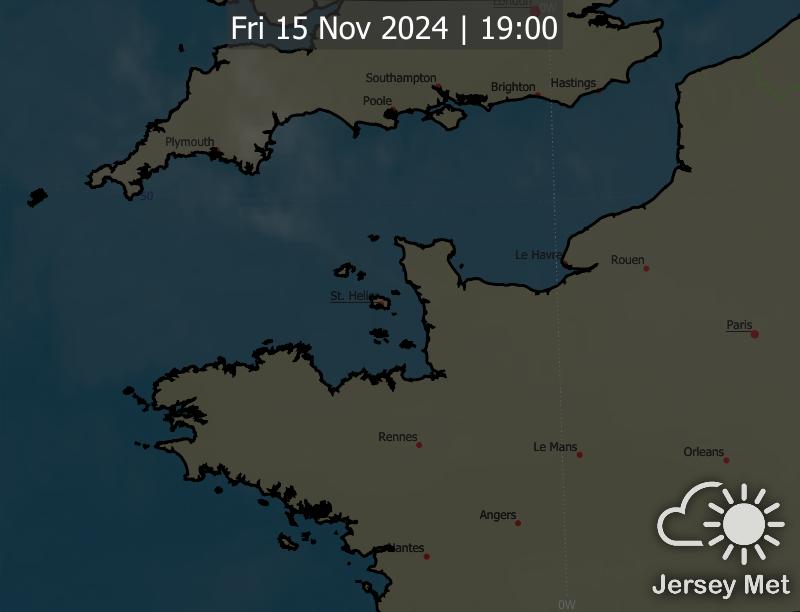 London
0W
Fri 15 Nov 2024 | 19:00
Southampton
Brighton
Hastings
Poole
Plymouth
50
Le Havre
Rouen
St. Helier
Paris
Rennes
Le Mans
Orleans
Angers
Nantes
Jersey Met
0W